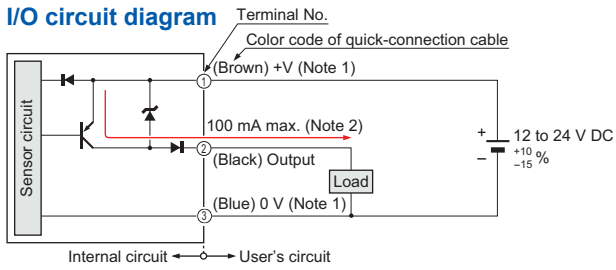 I/O circuit diagram
Terminal No.
Color code of quick-connection cable
1
(Brown) +V (Note 1)
Sensor circuit
100 mA max. (Note 2)
2
(Black) Output
Load
+
−
12 to 24 V DC
+10
−15 %
3
(Blue) 0 V (Note 1)
Internal circuit
User's circuit